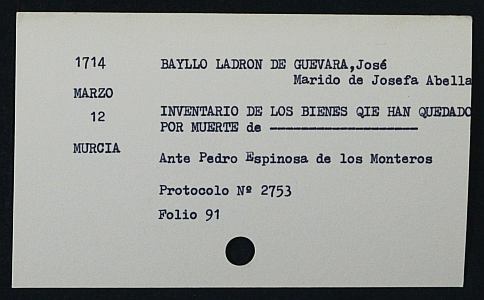 1714
BAYLLO LADRON DE GUEVARA,José
Marido de Josefa Abella
MARZO
12
INVENTARIO DE LOS BIENES QIE HAN QUEDADO
POR MUERTE de --------------------
MURCIA
Ante Pedro Espinosa de los Monteros
Protocolo Nº 2753
Folio 91